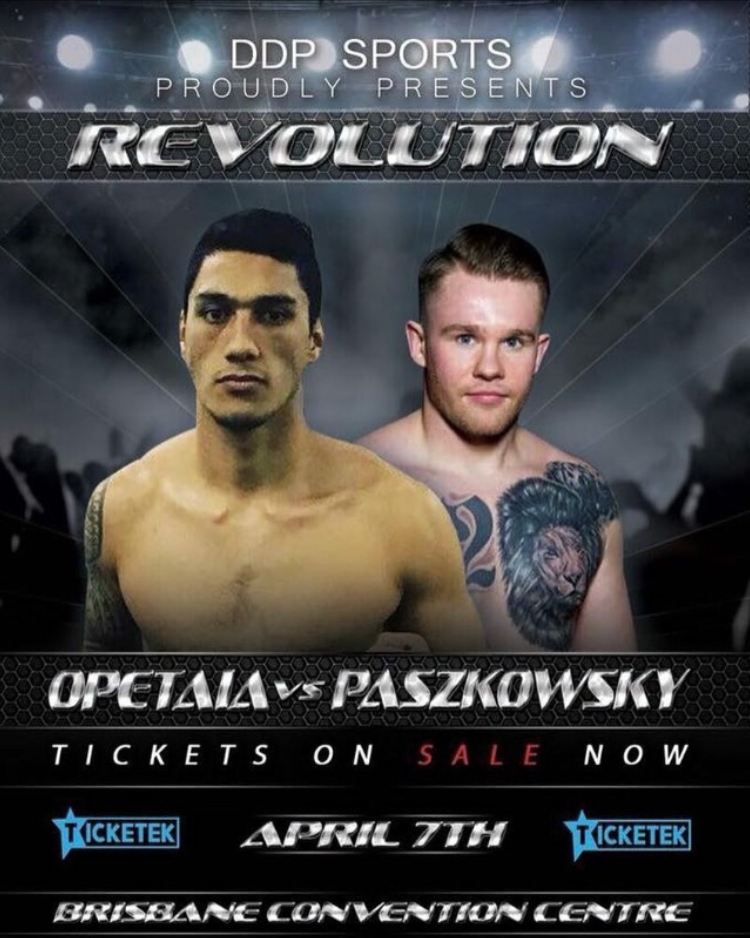 DDP SPORTS
PROUDLY PRESENTS
REVOLUTION
OPETAIA vs PASZKOWSKY
TICKETS ON SALE NOW
TICKETEK APRIL 7TH TICKETEK
BRISBANE CONVENTION CENTRE